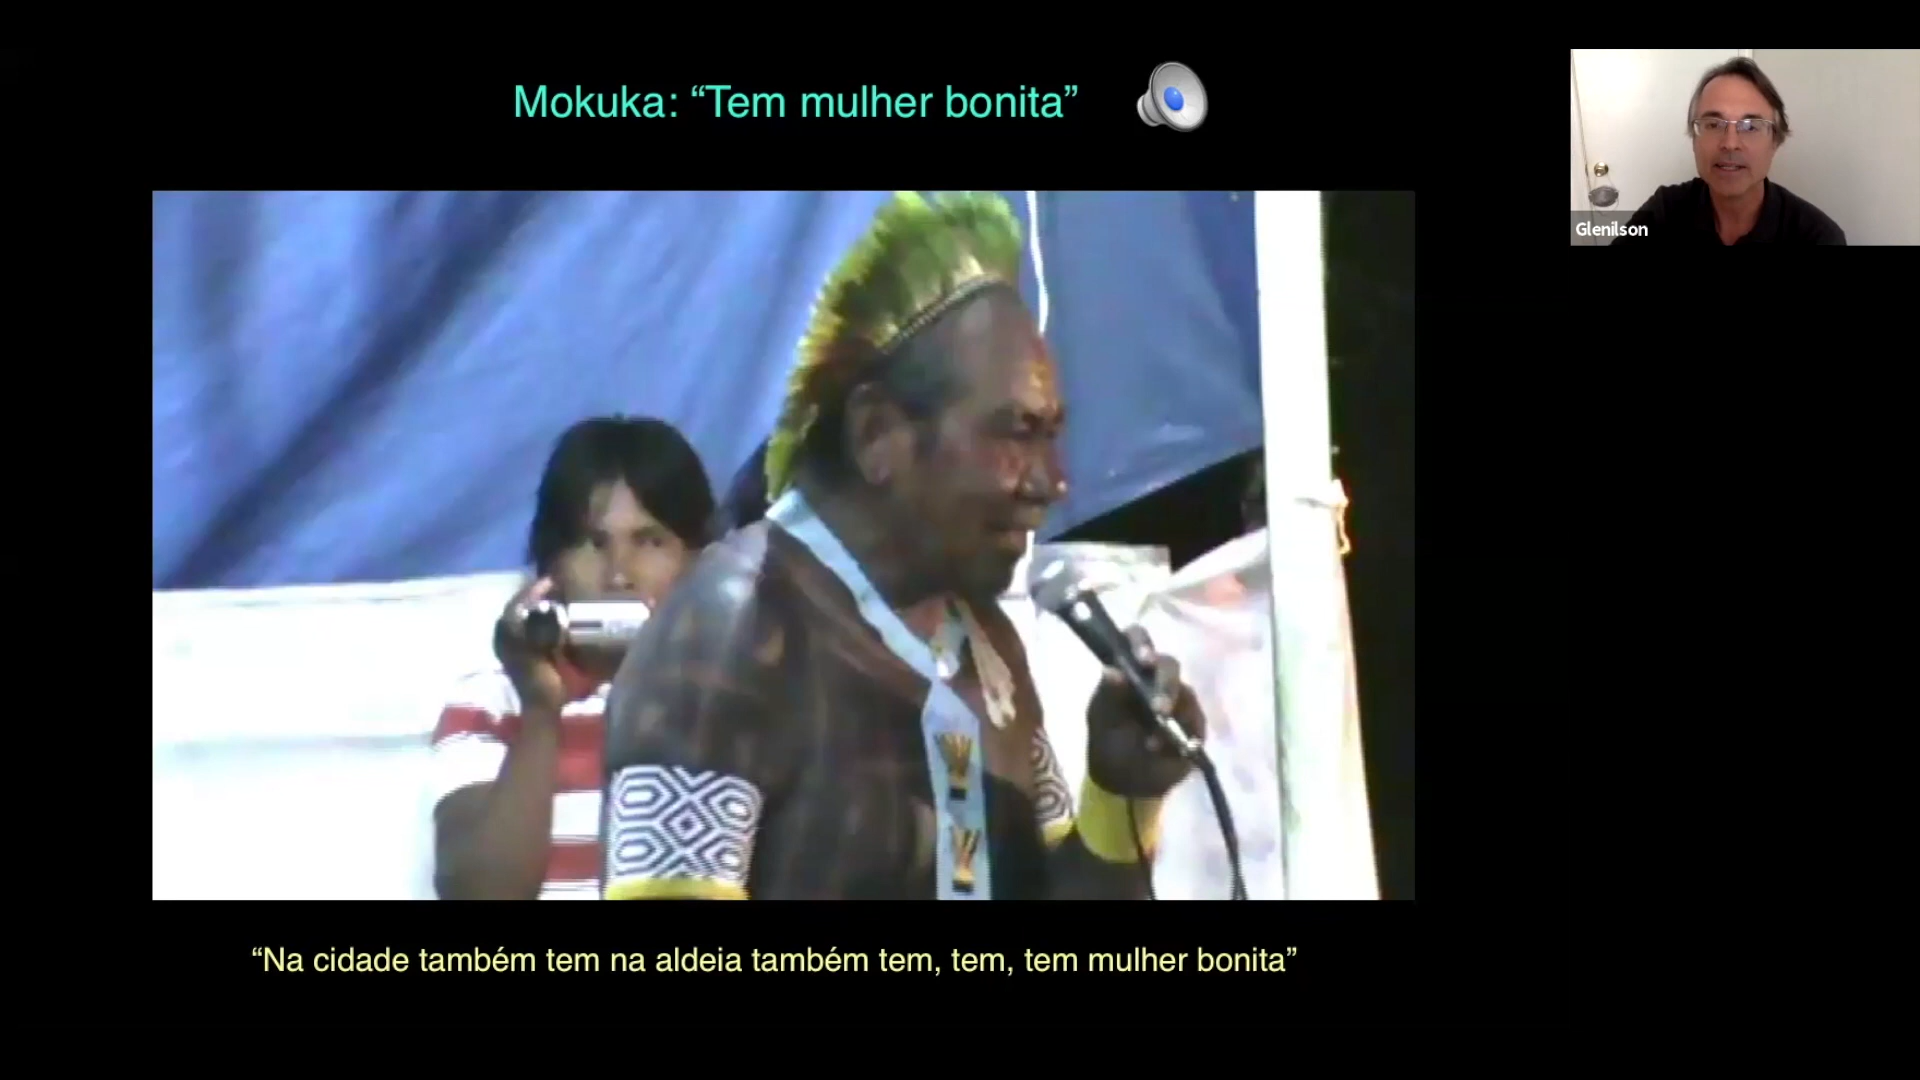 Mokuka: “Tem mulher bonita”
Glenilson
“Na cidade também tem na aldeia também tem, tem, tem mulher bonita”